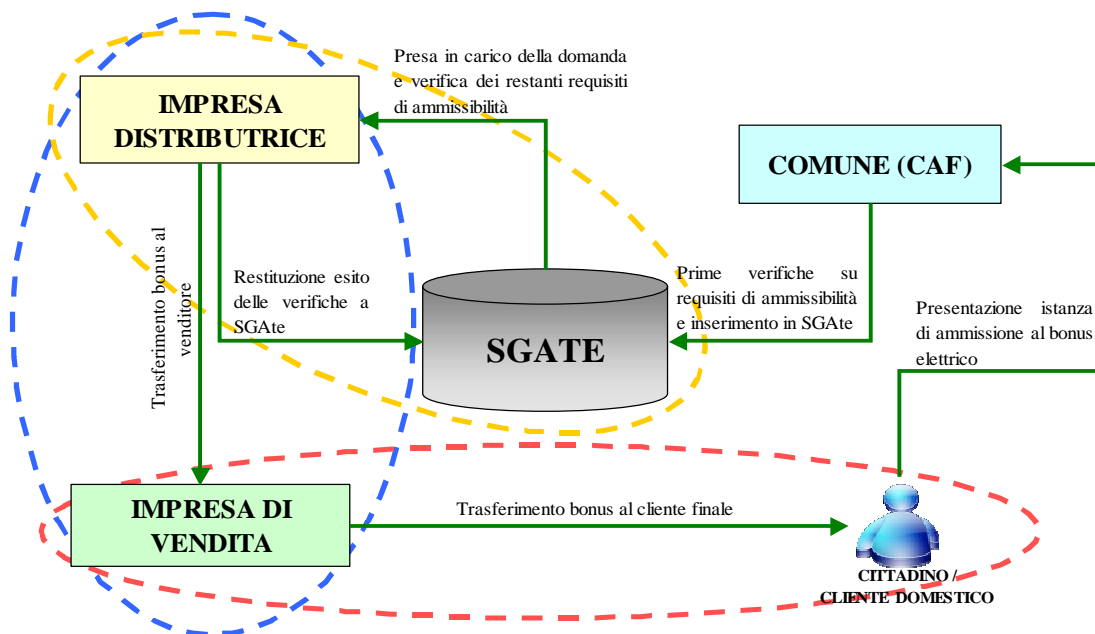 Presa in carico della domanda
e verifica dei restanti requisiti
di ammissibilità
IMPRESA
DISTRIBUTRICE
COMUNE (CAF)
Trasferimento bonus al
venditore
Restituzione esito
delle verifiche a
SGAte
Prime verifiche su
requisiti di ammissibilità
e inserimento in SGAte
Presentazione istanza
di ammissione al bonus
elettrico
SGATE
IMPRESA DI
VENDITA
Trasferimento bonus al cliente finale
CITTADINO /
CLIENTE DOMESTICO